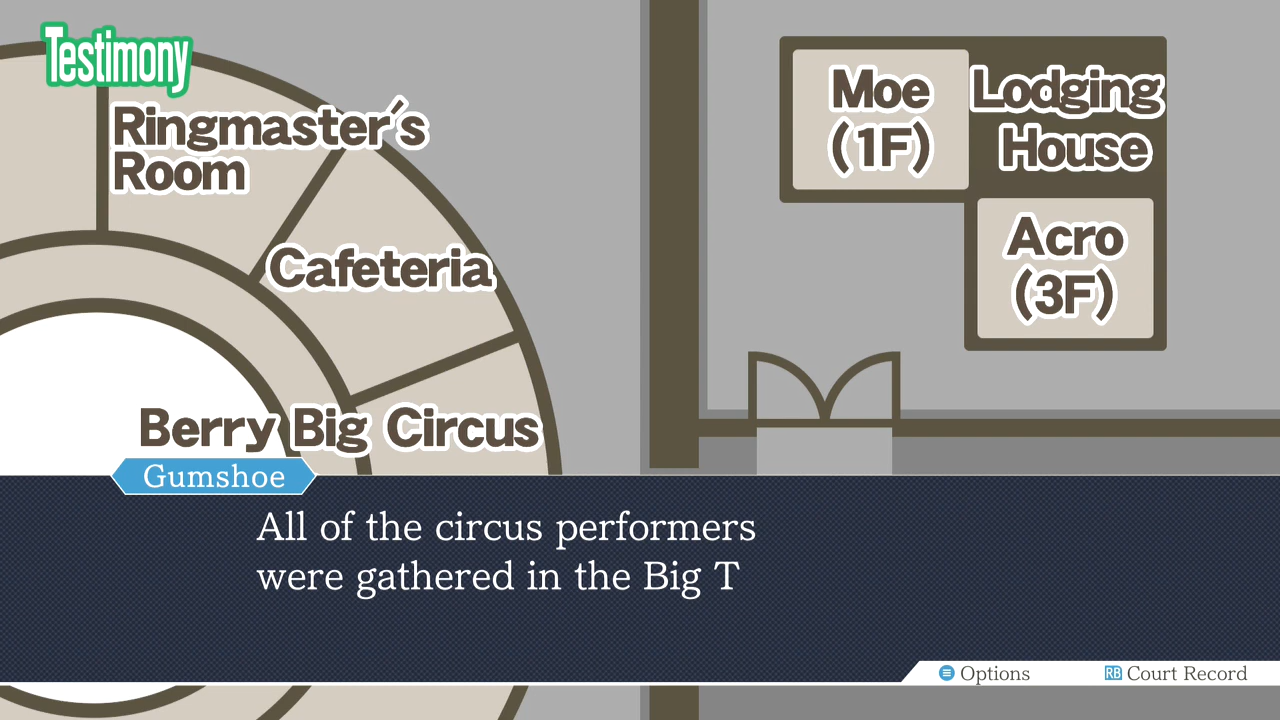 Testimony
Ringmaster's
Room
Cafeteria
Berry Big Circus
Moe
(1F)
Lodging
House
Acro
(3F)
Gumshoe
All of the circus performers
were gathered in the Big T
Options
RB Court Record